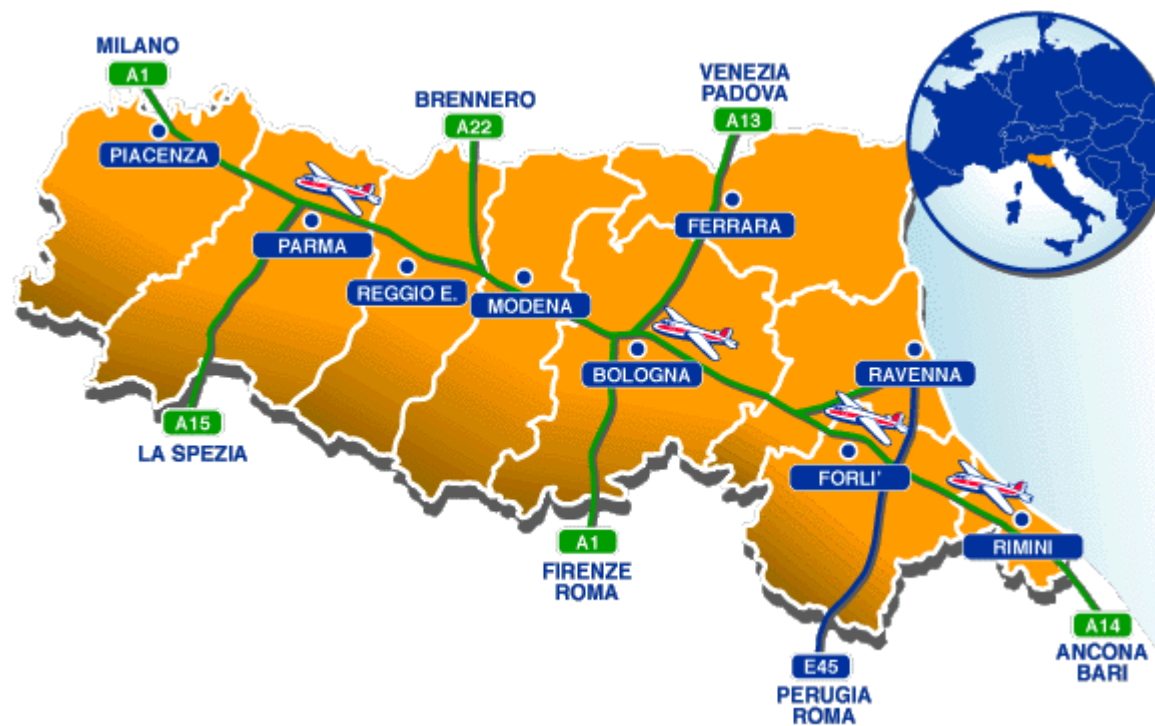 MILANO
A1
BRENNERO
A22
VENEZIA
PADOVA
A13
PIACENZA
PARMA
FERRARA
REGGIO E.
MODENA
BOLOGNA
RAVENNA
A15
LA SPEZIA
FORLI'
A1
FIRENZE
ROMA
RIMINI
A14
ANCONA
BARI
E45
PERUGIA
ROMA